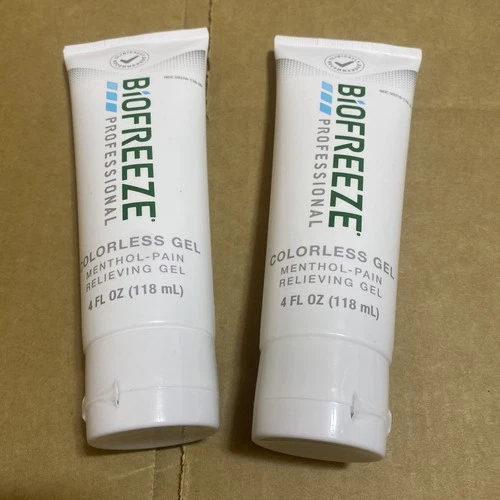 BIOFREEZE
PROFESSIONAL
COLORLESS GEL
MENTHOL-PAIN
RELIEVING GEL
4 FL OZ (118 mL)
BIOFREEZE
PROFESSIONAL
COLORLESS GEL
MENTHOL-PAIN
RELIEVING GEL
4 FL OZ (118 mL)